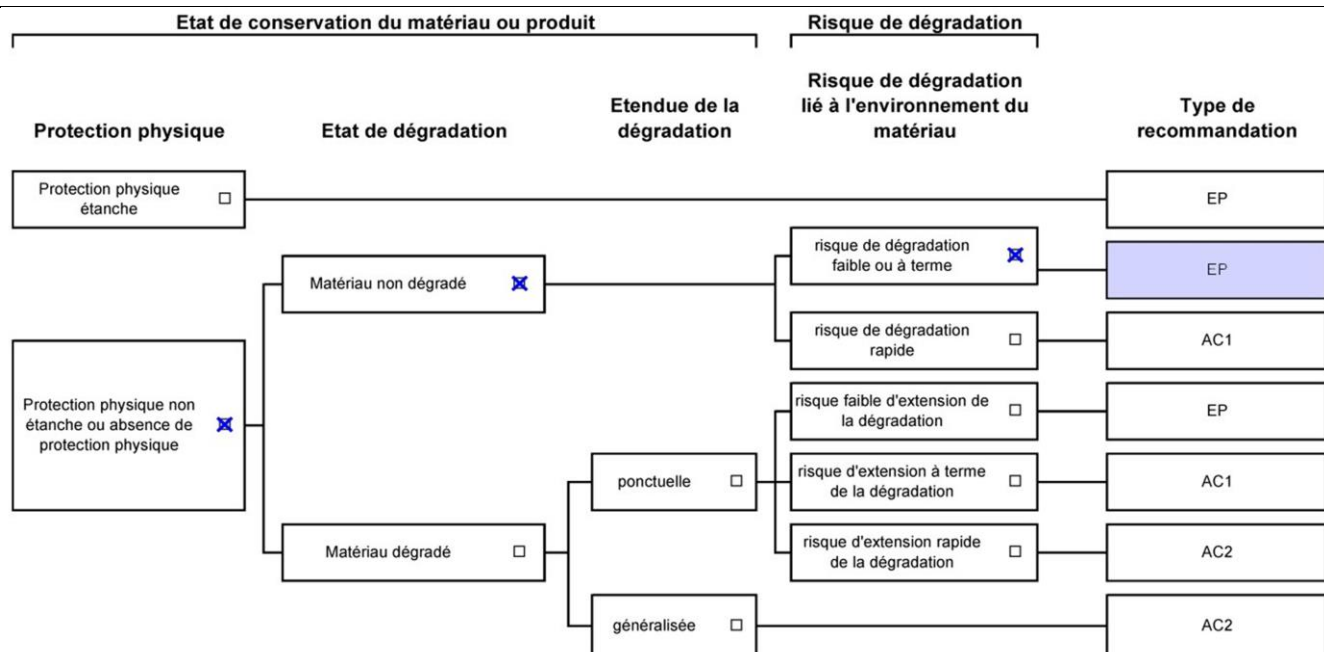 Etat de conservation du matériau ou produit
Risque de dégradation
Protection physique
Etat de dégradation
Etendue de la
dégradation
Risque de dégradation
lié à l'environnement du
matériau
Type de
recommandation
Protection physique
étanche
EP
risque de dégradation
faible ou à terme
EP
Matériau non dégradé
risque de dégradation
rapide
AC1
Protection physique non
étanche ou absence de
protection physique
risque faible d'extension de
la dégradation
EP
ponctuelle
risque d'extension à terme
de la dégradation
AC1
Matériau dégradé
risque d'extension rapide
de la dégradation
AC2
généralisée
AC2